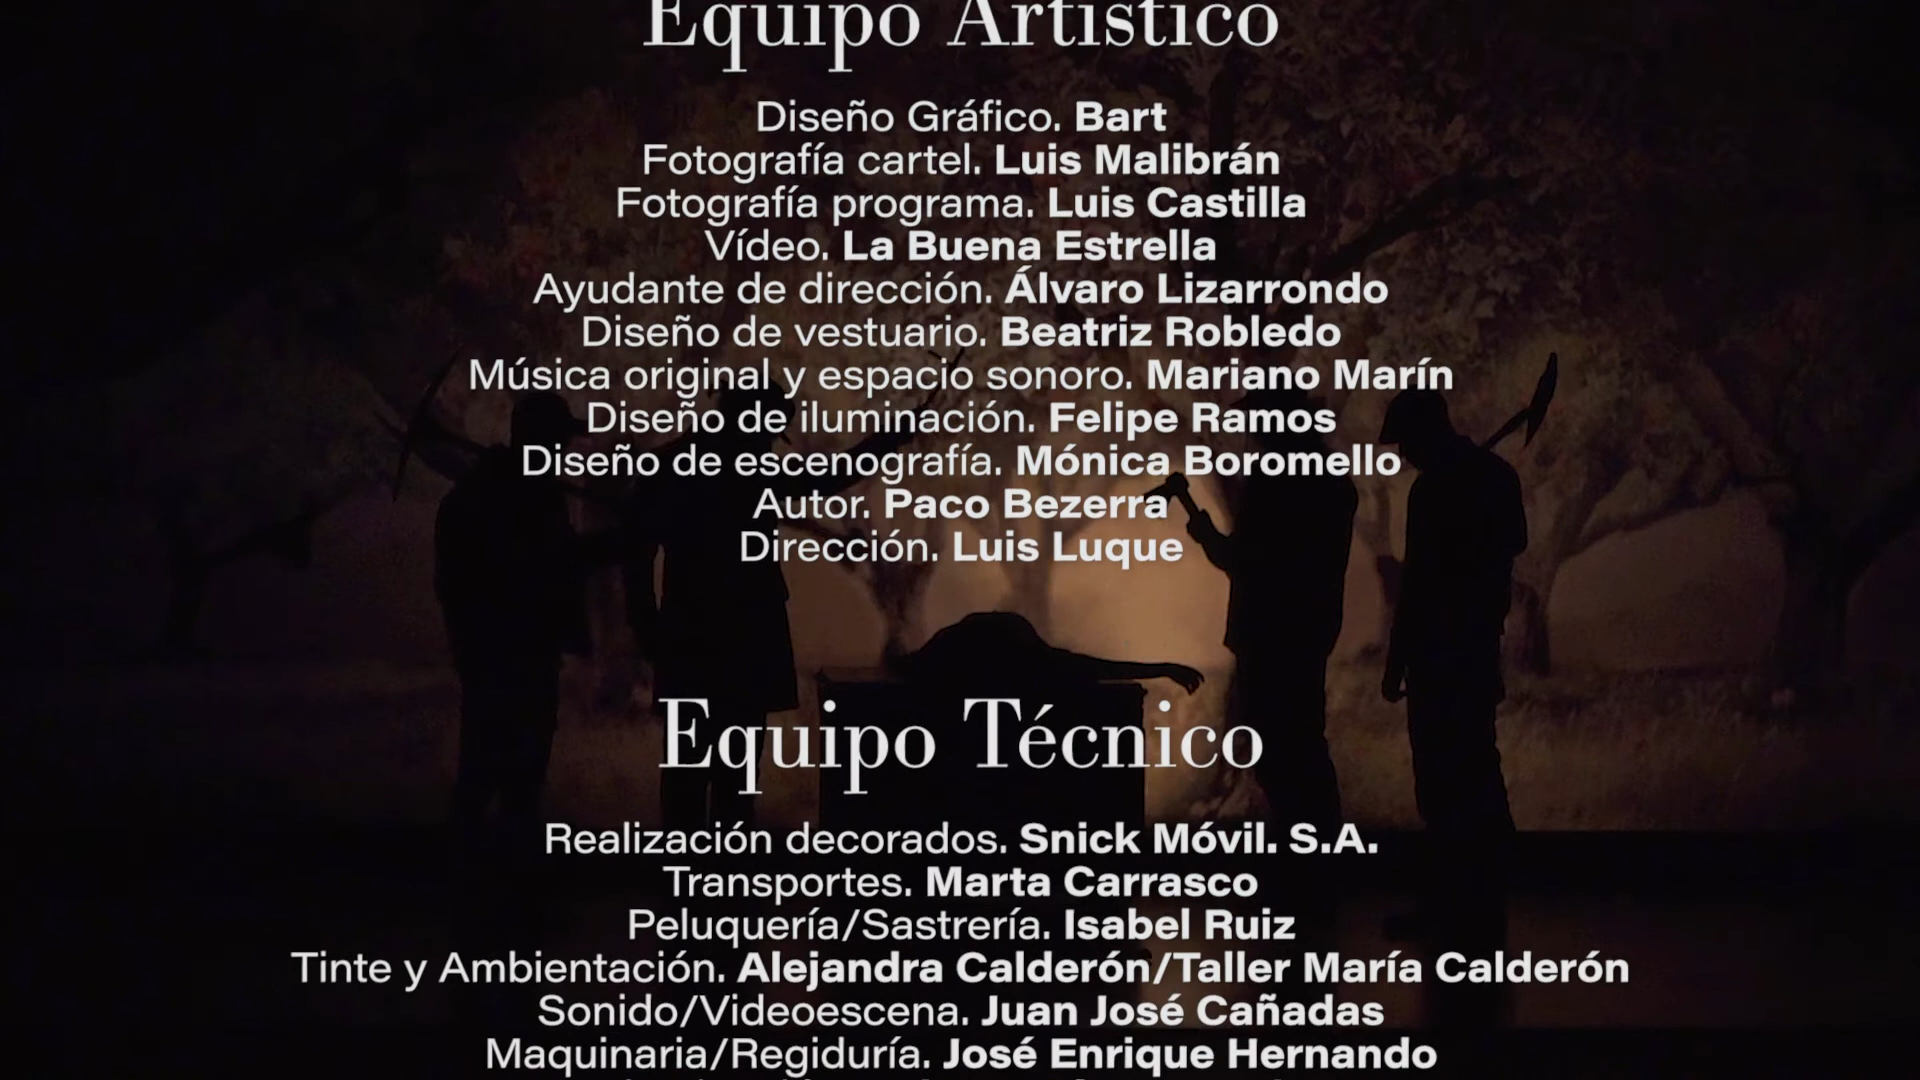 Equipo Artístico
Diseño Gráfico. Bart
Fotografía cartel. Luis Malibrán
Fotografía programa. Luis Castilla
Vídeo. La Buena Estrella
Ayudante de dirección. Álvaro Lizarrondo
Diseño de vestuario. Beatriz Robledo
Música original y espacio sonoro. Mariano Marín
Diseño de iluminación. Felipe Ramos
Diseño de escenografía. Mónica Boromello
Autor. Paco Bezerra
Dirección. Luis Luque
Equipo Técnico
Realización decorados. Snick Móvil. S.A.
Transportes. Marta Carrasco
Peluquería/Sastrería. Isabel Ruiz
Tinte y Ambientación. Alejandra Calderón/Taller María Calderón
Sonido/Videoescena. Juan José Cañadas
Maquinaria/Regiduría. José Enrique Hernando